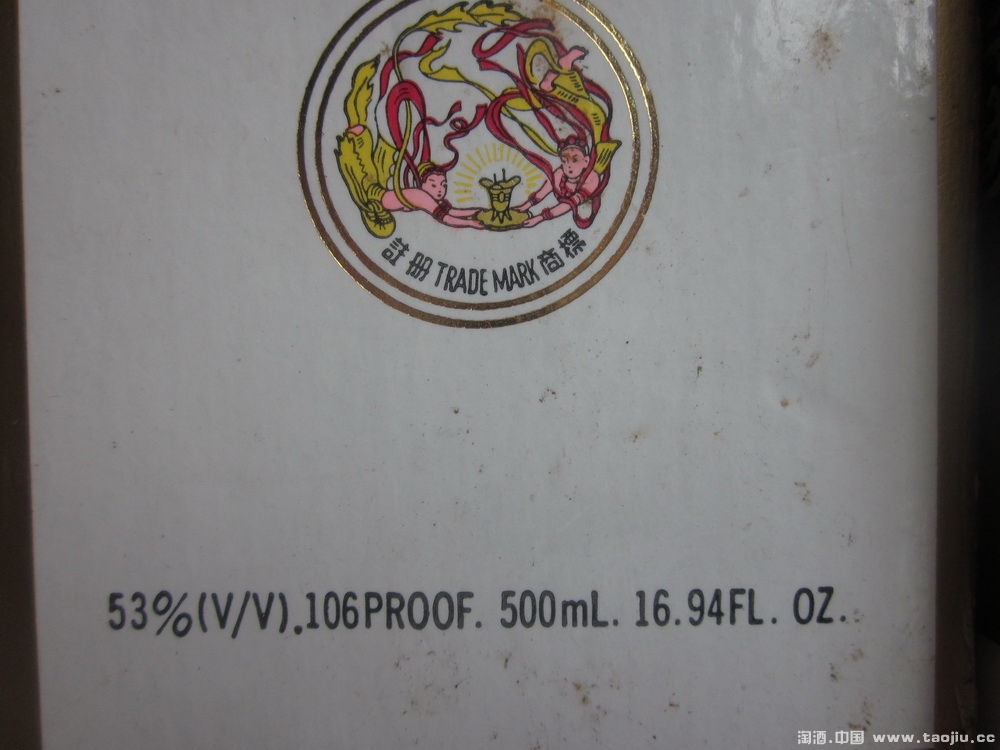 註冊 TRADE MARK 商標
53%(V/V).106PROOF. 500mL. 16.94FL. OZ.
淘酒.中国 www.taojiu.cc